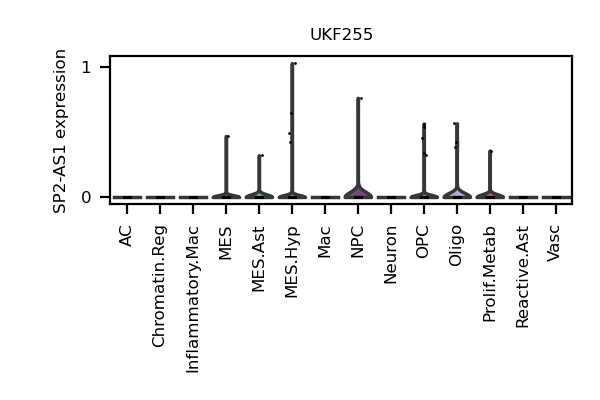 UKF255
SP2-AS1 expression
1
0
AC
Chromatin.Reg
Inflammatory.Mac
MES
MES.Ast
MES.Hyp
Mac
NPC
Neuron
OPC
Oligo
Prolif.Metab
Reactive.Ast
Vasc